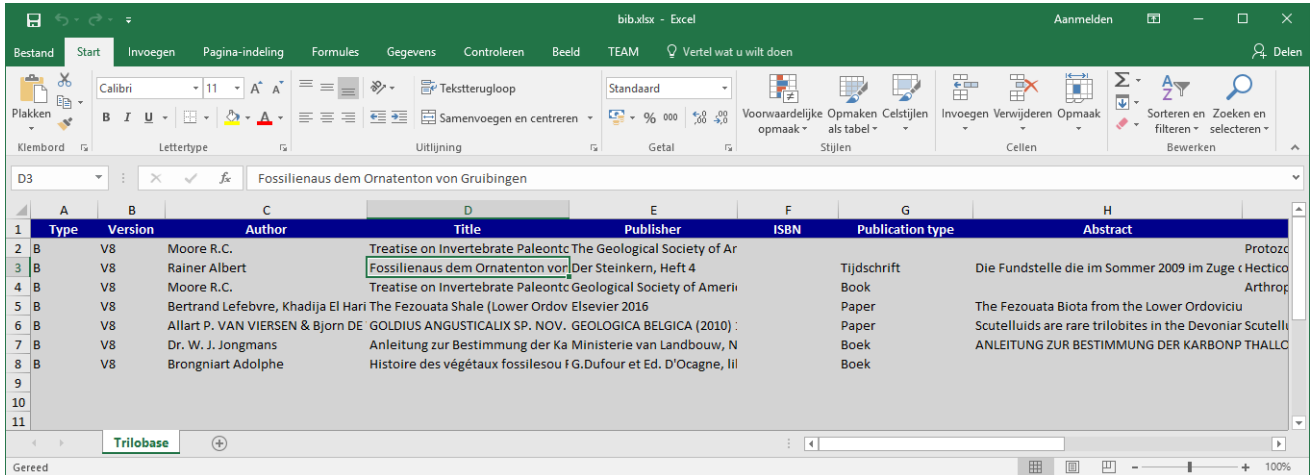 bib.xlsx - Excel Aanmelden
Bestand Start Invoegen Pagina-indeling Formules Gegevens Controleren Beeld TEAM Vertel wat u wilt doen Delen
Plakken Calibri 11 Tekstterugloop Standaard
B I U A Samenvoegen en centreren % 000 Voorwaardelijke opmaak Opmaken als tabel Celstijlen Invoegen Verwijderen Opmaak Sorteren en filteren Zoeken en selecteren
Klembord Lettertype Uitlijning Getal Stijlen Cellen Bewerken
D3 fx Fossilienaus dem Ornatenton von Gruibingen
A B C D E F G H
1 Type Version Author Title Publisher ISBN Publication type Abstract
2 B V8 Moore R.C. Treatise on Invertebrate Paleontc The Geological Society of Ar Protozo
3 B V8 Rainer Albert Fossilienaus dem Ornatenton von Der Steinkern, Heft 4 Tijdschrift Die Fundstelle die im Sommer 2009 im Zuge c Hectico
4 B V8 Moore R.C. Treatise on Invertebrate Paleontc Geological Society of Ameri Book Arthrop
5 B V8 Bertrand Lefebvre, Khadija El Hari The Fezouata Shale (Lower Ordov Elsevier 2016 Paper The Fezouata Biota from the Lower Ordoviciu
6 B V8 Allart P. VAN VIERSEN & Bjorn DE GOLDIUS ANGUSTICALIX SP. NOV. GEOLOGICA BELGICA (2010) Paper Scutelluids are rare trilobites in the Devonian Scutellu
7 B V8 Dr. W. J. Jongmans Anleitung zur Bestimmung der Ka Ministerie van Landbouw, N Boek ANLEITUNG ZUR BESTIMMUNG DER KARBONP THALLO
8 B V8 Brongniart Adolphe Histoire des végétaux fossilesou F G.Dufour et Ed. D'Ocagne, lil Boek
9
10
11
Trilobase
Gereed 100%